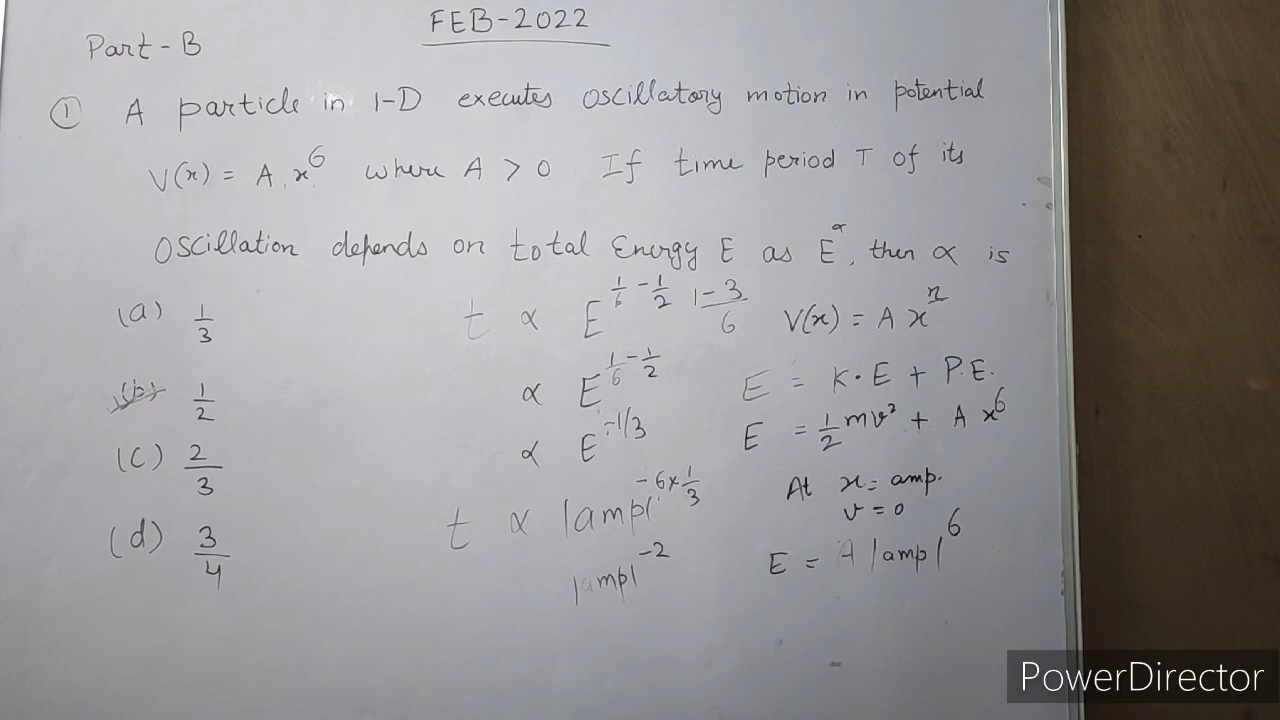 FEB-2022
Part-B
① A particle in 1-D executes oscillatory motion in potential
V(x) = A.x^6 where A > 0 If time period T of its
Oscillation depends on total Energy E as E^α, then α is
(a) 1/3
(b) 1/2
(c) 2/3
(d) 3/4
t ∝ E^(1/6 - 1/2) (1-3)/6
∝ E^(1/6 - 1/2)
∝ E^(-1/3)
t ∝ |amp|^(-6×1/3)
|amp|^(-2)
V(x) = A x^n
E = K.E + P.E.
E = 1/2 mv² + A x^6
At x = amp.
v = 0
E = A |amp|^6
PowerDirector